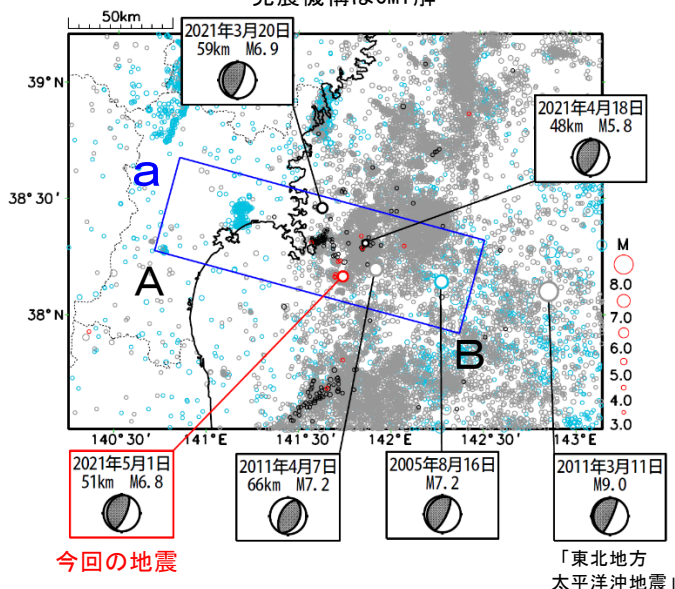 発震機構はCMT解
50km
2021年3月20日
59km M6.9
2021年4月18日
48km M5.8
39°N
38°30′
38°N
a
A
B
M
8.0
7.0
6.0
5.0
4.0
3.0
140°30′
141°E
141°30′
142°E
142°30′
143°E
2021年5月1日
51km M6.8
2011年4月7日
66km M7.2
2005年8月16日
M7.2
2011年3月11日
M9.0
今回の地震
「東北地方
太平洋沖地震」